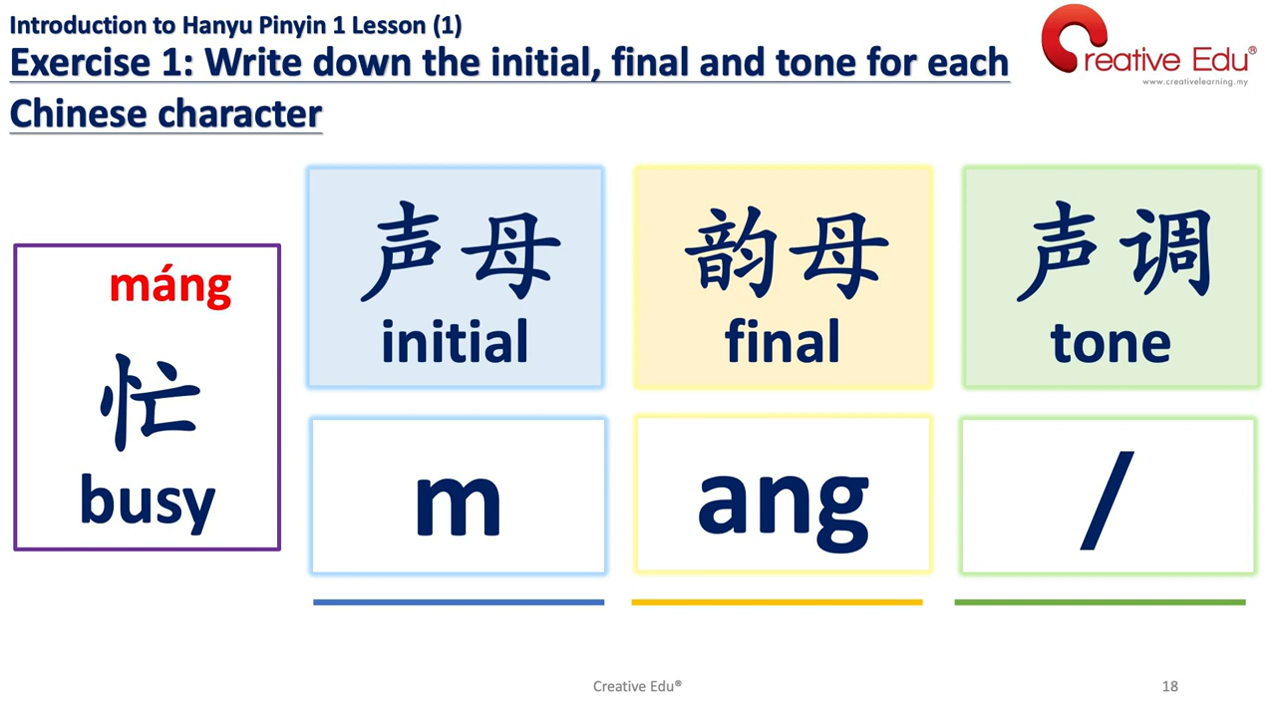 Introduction to Hanyu Pinyin 1 Lesson (1)
Exercise 1: Write down the initial, final and tone for each
Chinese character
Creative Edu®
www.creativelearning.my
máng
忙
busy
声母
initial
韵母
final
声调
tone
m
ang
/
Creative Edu®
18